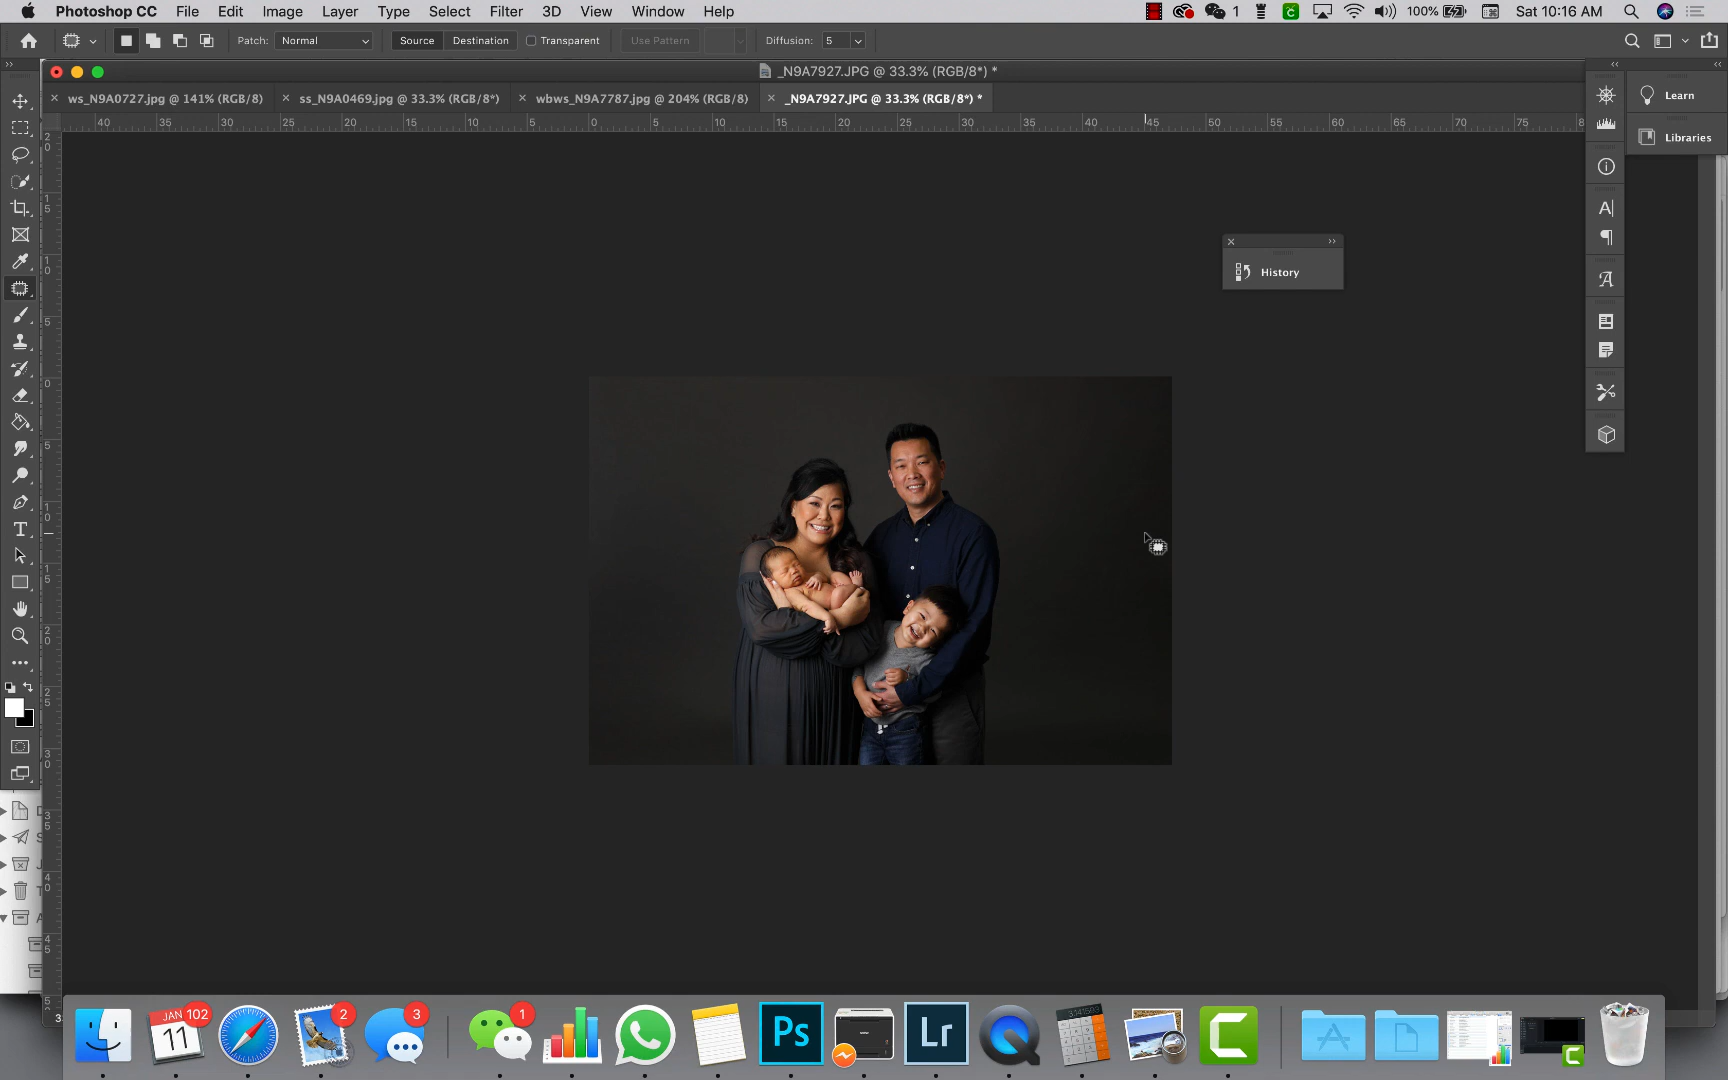 Photoshop CC File Edit Image Layer Type Select Filter 3D View Window Help 1 100% Sat 10:16 AM
Patch: Normal Source Destination Transparent Use Pattern Diffusion: 5
_N9A7927.JPG @ 33.3% (RGB/8*) *
ws_N9A0727.jpg @ 141% (RGB/8) ss_N9A0469.jpg @ 33.3% (RGB/8*) wbws_N9A7787.jpg @ 204% (RGB/8) _N9A7927.JPG @ 33.3% (RGB/8*) *
Learn
40 35 30 25 20 15 10 5 0 5 10 15 20 25 30 35 40 45 50 55 60 65 70 75
Libraries
History
JAN 102
11
2
3
1
Ps
Lr
3.141593